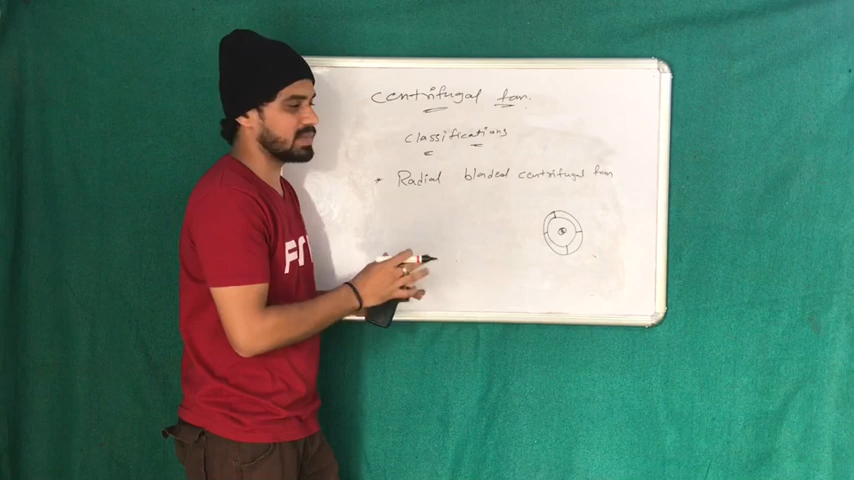 centrifugal fan.
classifications
* Radial bladed centrifugal fan